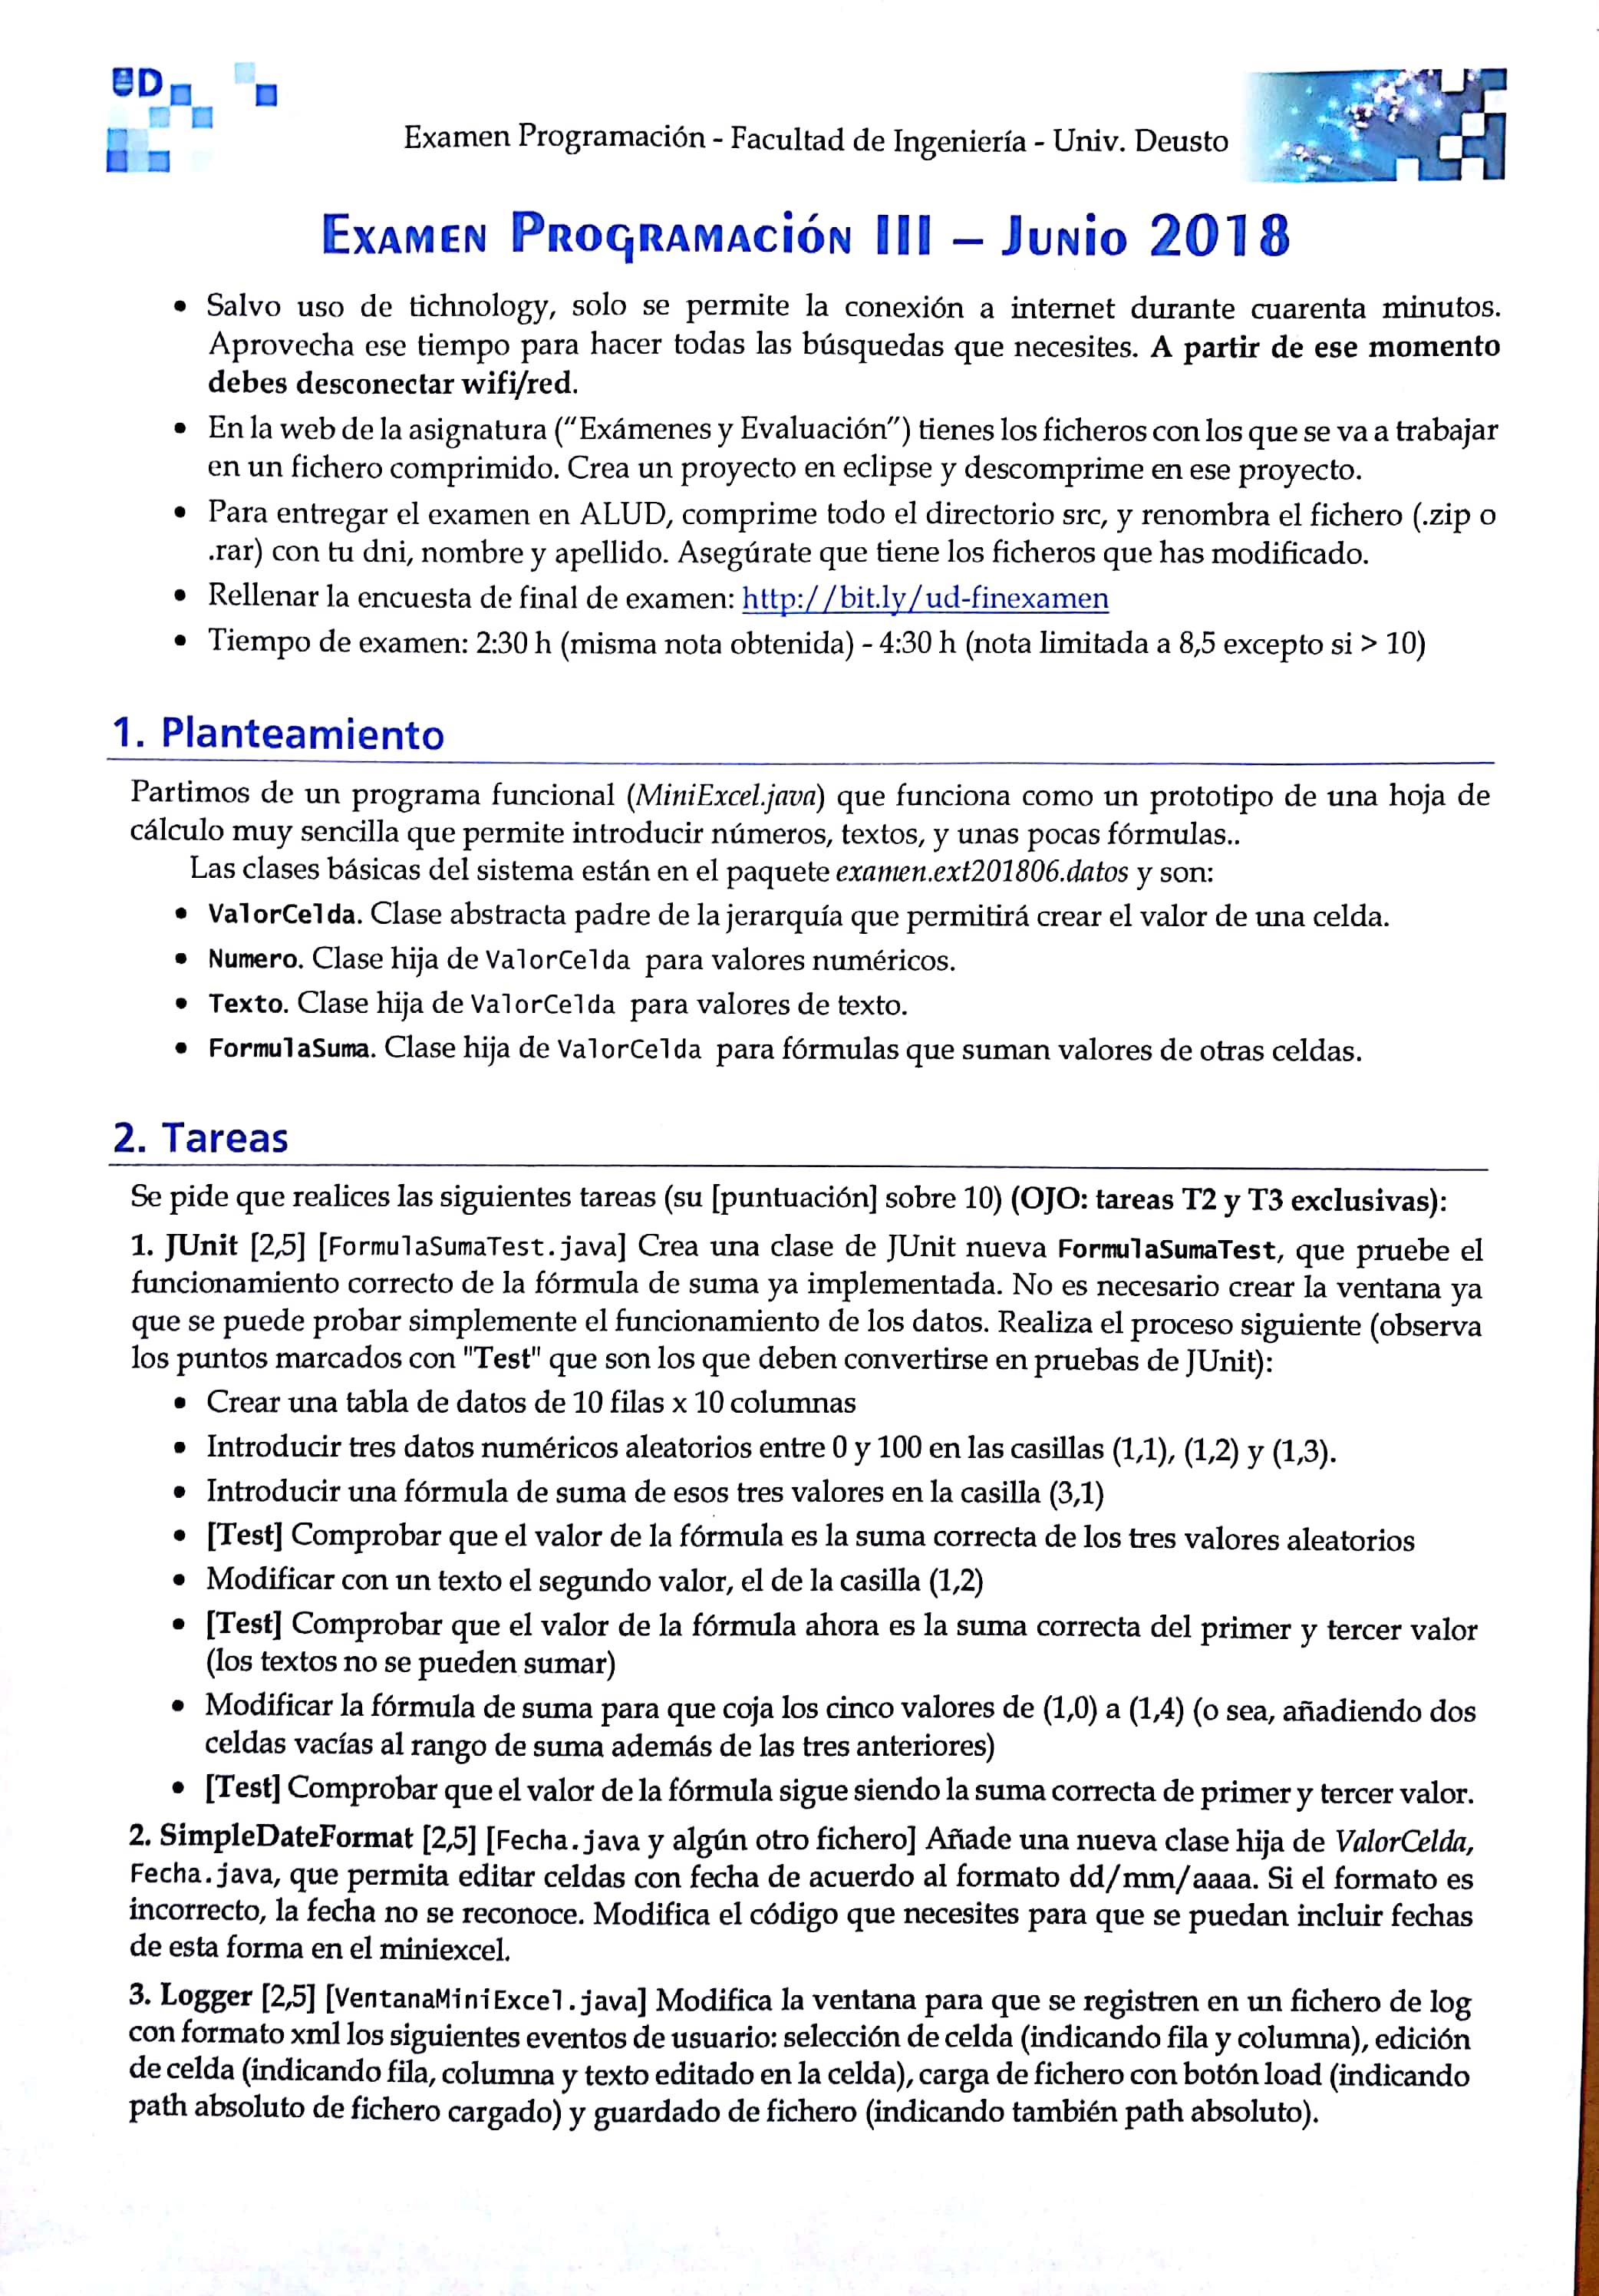 UD
Examen Programación - Facultad de Ingeniería - Univ. Deusto
Examen Programación III – Junio 2018
• Salvo uso de tichnology, solo se permite la conexión a internet durante cuarenta minutos.
Aprovecha ese tiempo para hacer todas las búsquedas que necesites. A partir de ese momento
debes desconectar wifi/red.
• En la web de la asignatura ("Exámenes y Evaluación") tienes los ficheros con los que se va a trabajar
en un fichero comprimido. Crea un proyecto en eclipse y descomprime en ese proyecto.
• Para entregar el examen en ALUD, comprime todo el directorio src, y renombra el fichero (.zip o
.rar) con tu dni, nombre y apellido. Asegúrate que tiene los ficheros que has modificado.
• Rellenar la encuesta de final de examen: http://bit.ly/ud-finexamen
• Tiempo de examen: 2:30 h (misma nota obtenida) - 4:30 h (nota limitada a 8,5 excepto si > 10)
1. Planteamiento
Partimos de un programa funcional (MiniExcel.java) que funciona como un prototipo de una hoja de
cálculo muy sencilla que permite introducir números, textos, y unas pocas fórmulas..
Las clases básicas del sistema están en el paquete examen.ext201806.datos y son:
• ValorCelda. Clase abstracta padre de la jerarquía que permitirá crear el valor de una celda.
• Numero. Clase hija de ValorCelda para valores numéricos.
• Texto. Clase hija de ValorCelda para valores de texto.
• FormulaSuma. Clase hija de ValorCelda para fórmulas que suman valores de otras celdas.
2. Tareas
Se pide que realices las siguientes tareas (su [puntuación] sobre 10) (OJO: tareas T2 y T3 exclusivas):
1. JUnit [2,5] [FormulaSumaTest.java] Crea una clase de JUnit nueva FormulaSumaTest, que pruebe el
funcionamiento correcto de la fórmula de suma ya implementada. No es necesario crear la ventana ya
que se puede probar simplemente el funcionamiento de los datos. Realiza el proceso siguiente (observa
los puntos marcados con "Test" que son los que deben convertirse en pruebas de JUnit):
• Crear una tabla de datos de 10 filas x 10 columnas
• Introducir tres datos numéricos aleatorios entre 0 y 100 en las casillas (1,1), (1,2) y (1,3).
• Introducir una fórmula de suma de esos tres valores en la casilla (3,1)
• [Test] Comprobar que el valor de la fórmula es la suma correcta de los tres valores aleatorios
• Modificar con un texto el segundo valor, el de la casilla (1,2)
• [Test] Comprobar que el valor de la fórmula ahora es la suma correcta del primer y tercer valor
(los textos no se pueden sumar)
• Modificar la fórmula de suma para que coja los cinco valores de (1,0) a (1,4) (o sea, añadiendo dos
celdas vacías al rango de suma además de las tres anteriores)
• [Test] Comprobar que el valor de la fórmula sigue siendo la suma correcta de primer y tercer valor.
2. SimpleDateFormat [2,5] [Fecha.java y algún otro fichero] Añade una nueva clase hija de ValorCelda,
Fecha.java, que permita editar celdas con fecha de acuerdo al formato dd/mm/aaaa. Si el formato es
incorrecto, la fecha no se reconoce. Modifica el código que necesites para que se puedan incluir fechas
de esta forma en el miniexcel.
3. Logger [2,5] [VentanaMiniExcel.java] Modifica la ventana para que se registren en un fichero de log
con formato xml los siguientes eventos de usuario: selección de celda (indicando fila y columna), edición
de celda (indicando fila, columna y texto editado en la celda), carga de fichero con botón load (indicando
path absoluto de fichero cargado) y guardado de fichero (indicando también path absoluto).